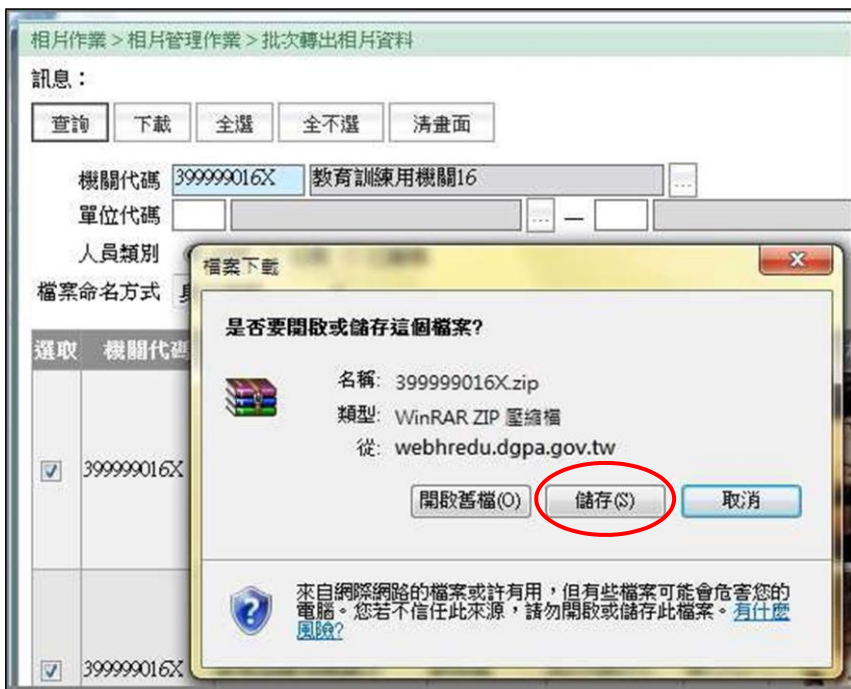 相片作業 > 相片管理作業 > 批次轉出相片資料
訊息：
查詢 下載 全選 全不選 清畫面
機關代碼 399999016X 教育訓練用機關16 ...
單位代碼 ... —
人員類別
檔案命名方式
選取 機關代碼
399999016X
399999016X
檔案下載
是否要開啟或儲存這個檔案?
名稱: 399999016X.zip
類型: WinRAR ZIP 壓縮檔
從: webhredu.dgpa.gov.tw
開啟舊檔(O) 儲存(S) 取消
來自網際網路的檔案或許有用，但有些檔案可能會危害您的
電腦。您若不信任此來源，請勿開啟或儲存此檔案。有什麼
風險?